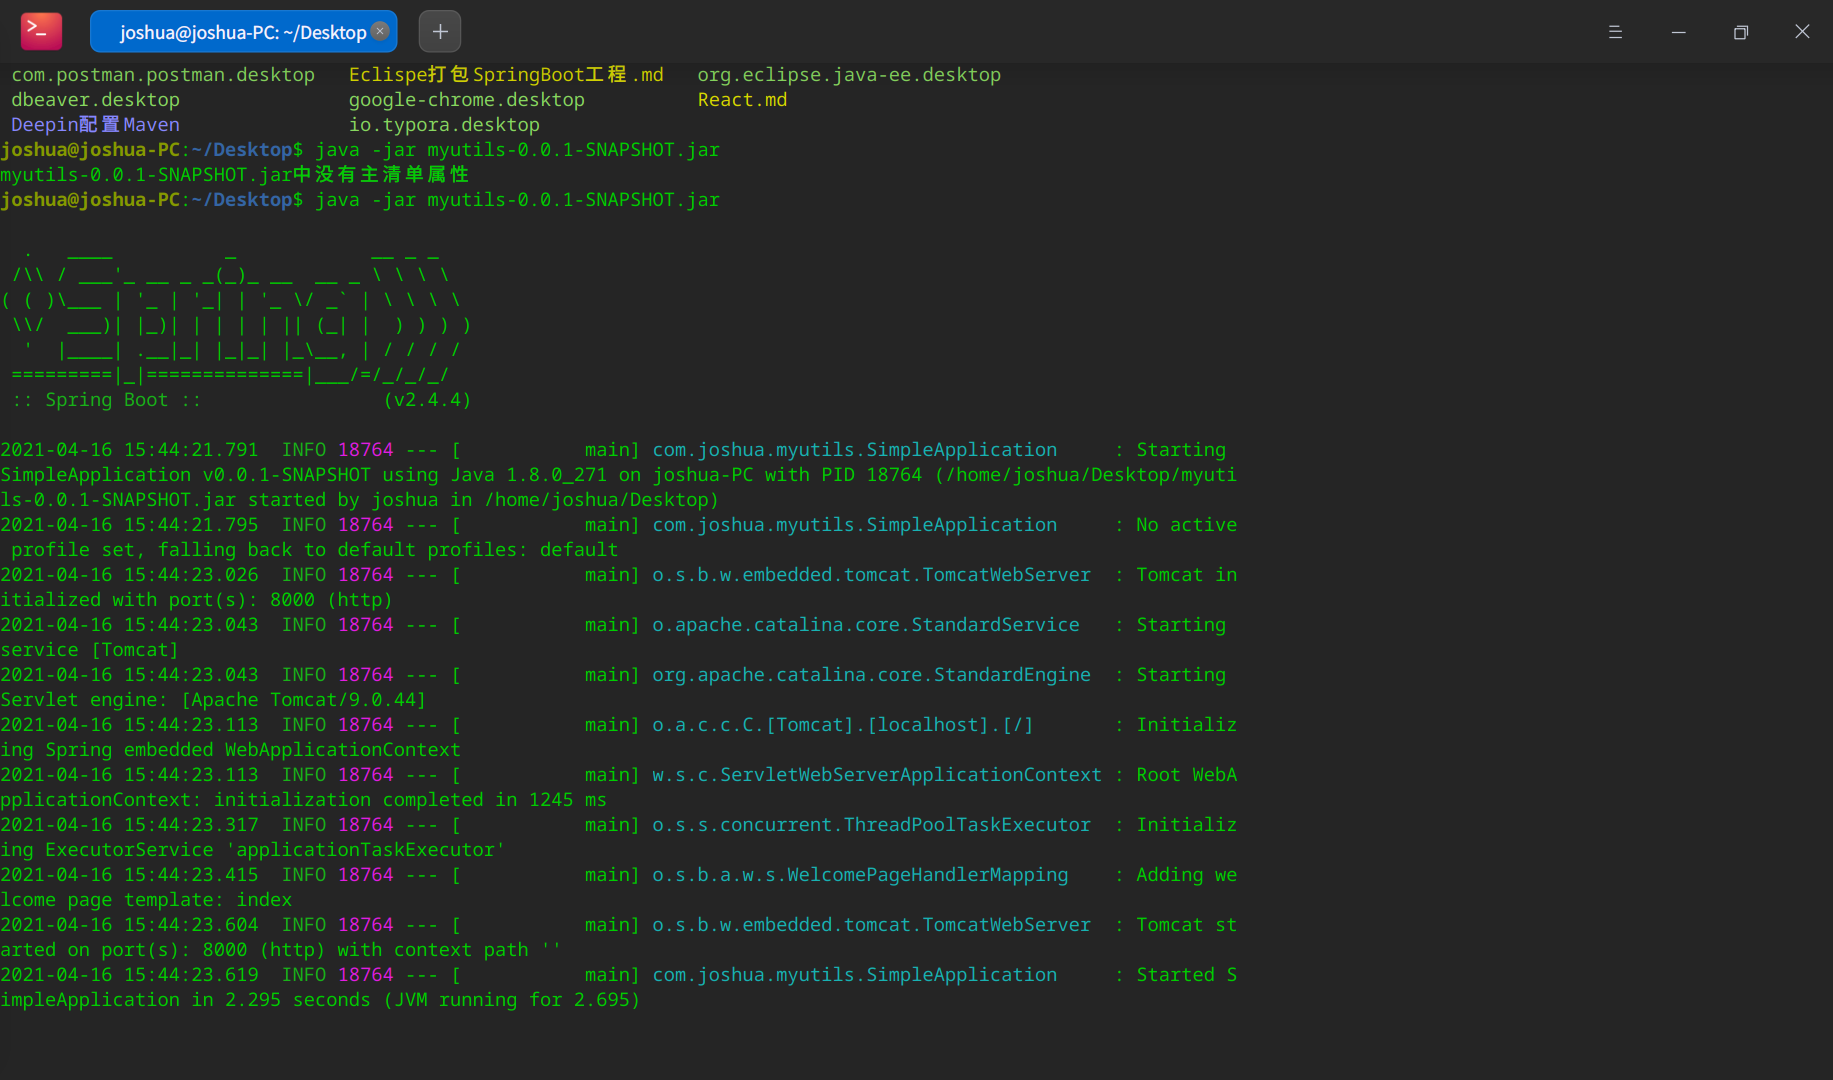 joshua@joshua-PC: ~/Desktop
com.postman.postman.desktop   Eclispe打包SpringBoot工程.md   org.eclipse.java-ee.desktop
dbeaver.desktop               google-chrome.desktop          React.md
Deepin配置Maven               io.typora.desktop
joshua@joshua-PC:~/Desktop$ java -jar myutils-0.0.1-SNAPSHOT.jar
myutils-0.0.1-SNAPSHOT.jar中没有主清单属性
joshua@joshua-PC:~/Desktop$ java -jar myutils-0.0.1-SNAPSHOT.jar

  .   ____          _            __ _ _
 /\\ / ___'_ __ _ _(_)_ __  __ _ \ \ \ \
( ( )\___ | '_ | '_| | '_ \/ _` | \ \ \ \
 \\/  ___)| |_)| | | | | || (_| |  ) ) ) )
  '  |____| .__|_| |_|_| |_\__, | / / / /
 =========|_|==============|___/=/_/_/_/
 :: Spring Boot ::                (v2.4.4)

2021-04-16 15:44:21.791  INFO 18764 --- [           main] com.joshua.myutils.SimpleApplication     : Starting
SimpleApplication v0.0.1-SNAPSHOT using Java 1.8.0_271 on joshua-PC with PID 18764 (/home/joshua/Desktop/myuti
ls-0.0.1-SNAPSHOT.jar started by joshua in /home/joshua/Desktop)
2021-04-16 15:44:21.795  INFO 18764 --- [           main] com.joshua.myutils.SimpleApplication     : No active
 profile set, falling back to default profiles: default
2021-04-16 15:44:23.026  INFO 18764 --- [           main] o.s.b.w.embedded.tomcat.TomcatWebServer  : Tomcat in
itialized with port(s): 8000 (http)
2021-04-16 15:44:23.043  INFO 18764 --- [           main] o.apache.catalina.core.StandardService   : Starting
service [Tomcat]
2021-04-16 15:44:23.043  INFO 18764 --- [           main] org.apache.catalina.core.StandardEngine  : Starting
Servlet engine: [Apache Tomcat/9.0.44]
2021-04-16 15:44:23.113  INFO 18764 --- [           main] o.a.c.c.C.[Tomcat].[localhost].[/]       : Initializ
ing Spring embedded WebApplicationContext
2021-04-16 15:44:23.113  INFO 18764 --- [           main] w.s.c.ServletWebServerApplicationContext : Root WebA
pplicationContext: initialization completed in 1245 ms
2021-04-16 15:44:23.317  INFO 18764 --- [           main] o.s.s.concurrent.ThreadPoolTaskExecutor  : Initializ
ing ExecutorService 'applicationTaskExecutor'
2021-04-16 15:44:23.415  INFO 18764 --- [           main] o.s.b.a.w.s.WelcomePageHandlerMapping    : Adding we
lcome page template: index
2021-04-16 15:44:23.604  INFO 18764 --- [           main] o.s.b.w.embedded.tomcat.TomcatWebServer  : Tomcat st
arted on port(s): 8000 (http) with context path ''
2021-04-16 15:44:23.619  INFO 18764 --- [           main] com.joshua.myutils.SimpleApplication     : Started S
impleApplication in 2.295 seconds (JVM running for 2.695)